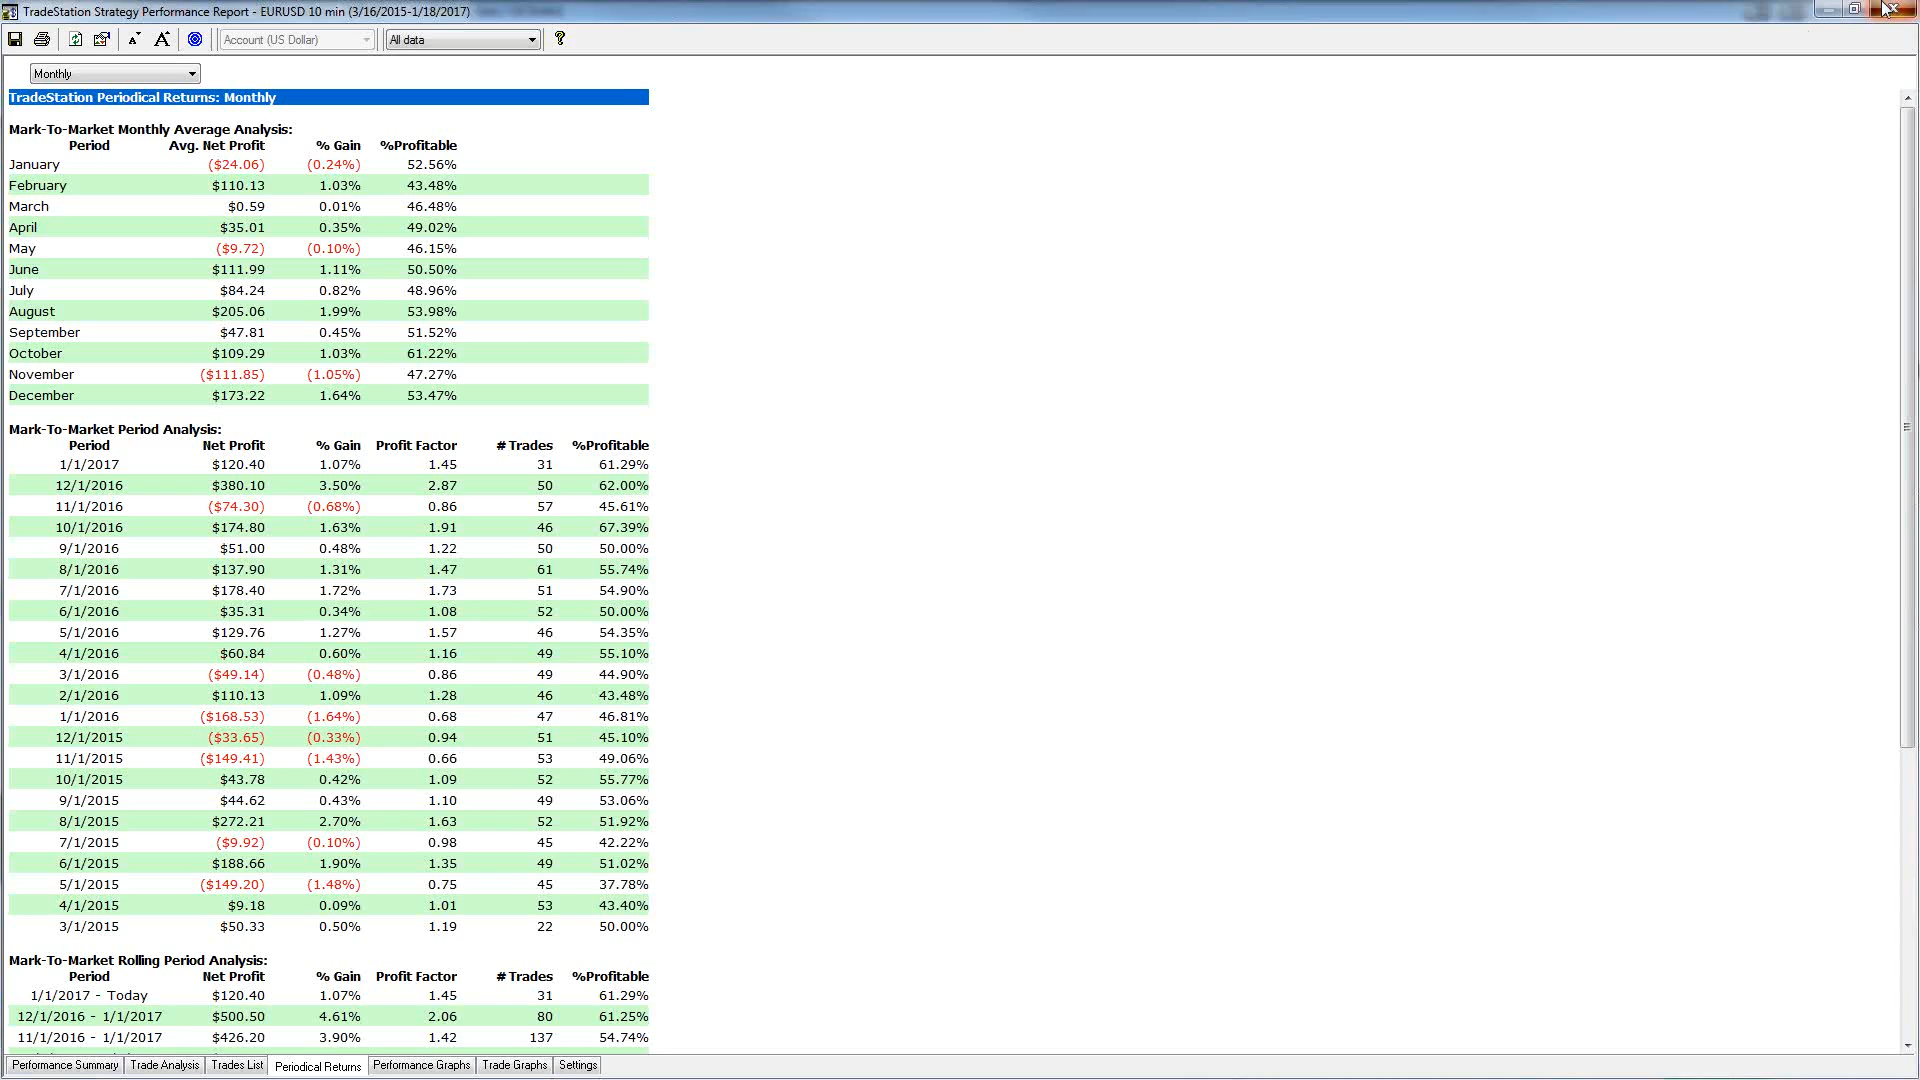 TradeStation Strategy Performance Report - EURUSD 10 min (3/16/2015-1/18/2017)
Account (US Dollar) All data
Monthly
TradeStation Periodical Returns: Monthly
Mark-To-Market Monthly Average Analysis:
Period Avg. Net Profit % Gain %Profitable
January ($24.06) (0.24%) 52.56%
February $110.13 1.03% 43.48%
March $0.59 0.01% 46.48%
April $35.01 0.35% 49.02%
May ($9.72) (0.10%) 46.15%
June $111.99 1.11% 50.50%
July $84.24 0.82% 48.96%
August $205.06 1.99% 53.98%
September $47.81 0.45% 51.52%
October $109.29 1.03% 61.22%
November ($111.85) (1.05%) 47.27%
December $173.22 1.64% 53.47%
Mark-To-Market Period Analysis:
Period Net Profit % Gain Profit Factor # Trades %Profitable
1/1/2017 $120.40 1.07% 1.45 31 61.29%
12/1/2016 $380.10 3.50% 2.87 50 62.00%
11/1/2016 ($74.30) (0.68%) 0.86 57 45.61%
10/1/2016 $174.80 1.63% 1.91 46 67.39%
9/1/2016 $51.00 0.48% 1.22 50 50.00%
8/1/2016 $137.90 1.31% 1.47 61 55.74%
7/1/2016 $178.40 1.72% 1.73 51 54.90%
6/1/2016 $35.31 0.34% 1.08 52 50.00%
5/1/2016 $129.76 1.27% 1.57 46 54.35%
4/1/2016 $60.84 0.60% 1.16 49 55.10%
3/1/2016 ($49.14) (0.48%) 0.86 49 44.90%
2/1/2016 $110.13 1.09% 1.28 46 43.48%
1/1/2016 ($168.53) (1.64%) 0.68 47 46.81%
12/1/2015 ($33.65) (0.33%) 0.94 51 45.10%
11/1/2015 ($149.41) (1.43%) 0.66 53 49.06%
10/1/2015 $43.78 0.42% 1.09 52 55.77%
9/1/2015 $44.62 0.43% 1.10 49 53.06%
8/1/2015 $272.21 2.70% 1.63 52 51.92%
7/1/2015 ($9.92) (0.10%) 0.98 45 42.22%
6/1/2015 $188.66 1.90% 1.35 49 51.02%
5/1/2015 ($149.20) (1.48%) 0.75 45 37.78%
4/1/2015 $9.18 0.09% 1.01 53 43.40%
3/1/2015 $50.33 0.50% 1.19 22 50.00%
Mark-To-Market Rolling Period Analysis:
Period Net Profit % Gain Profit Factor # Trades %Profitable
1/1/2017 - Today $120.40 1.07% 1.45 31 61.29%
12/1/2016 - 1/1/2017 $500.50 4.61% 2.06 80 61.25%
11/1/2016 - 1/1/2017 $426.20 3.90% 1.42 137 54.74%
Performance Summary Trade Analysis Trades List Periodical Returns Performance Graphs Trade Graphs Settings